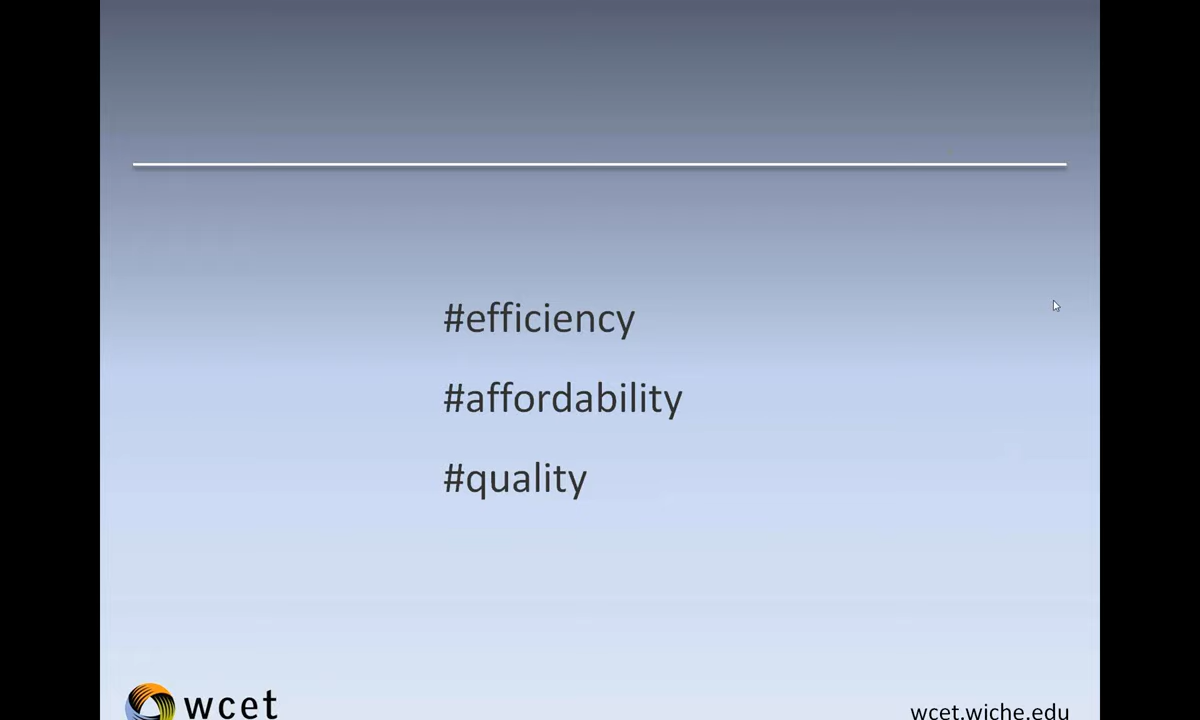 #efficiency
#affordability
#quality
wcet
wcet.wiche.edu